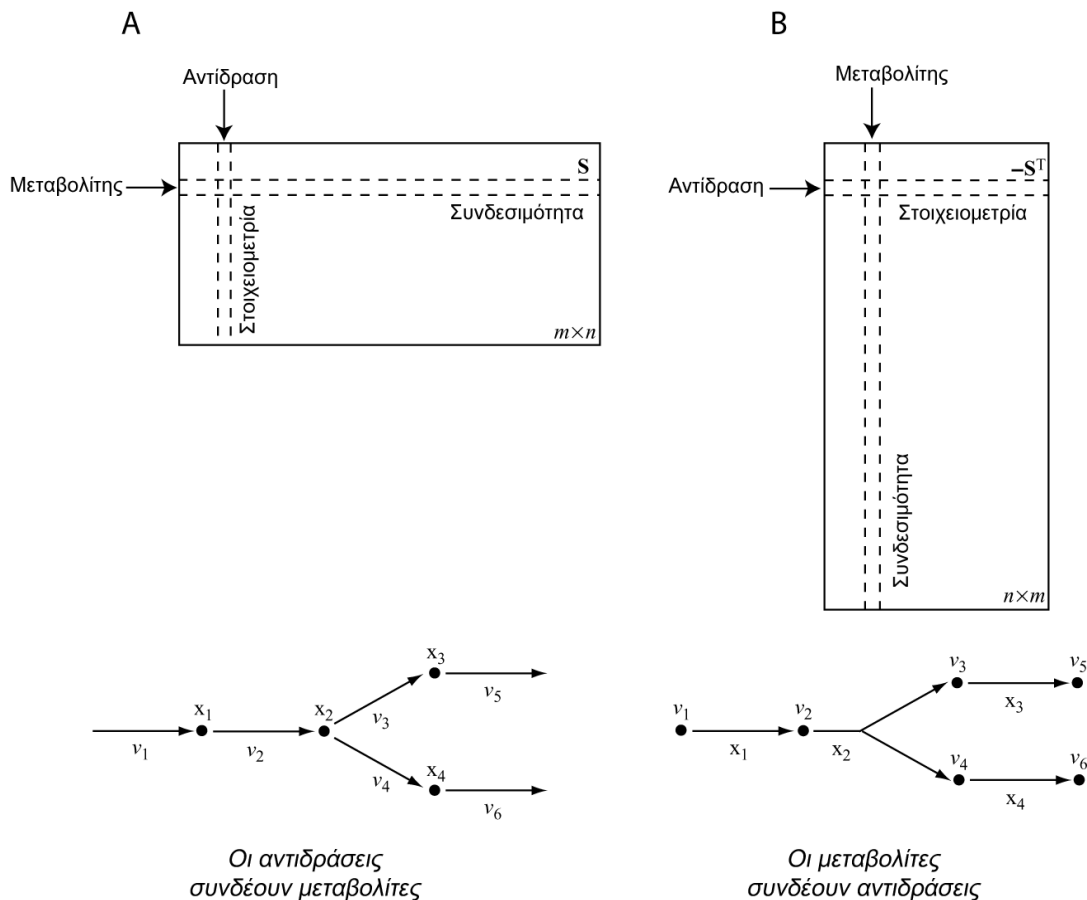 A
Αντίδραση
Μεταβολίτης
S
Συνδεσιμότητα
Στοιχειομετρία
m×n
x₃
x₁
x₂
v₅
v₃
v₁
v₂
v₄
x₄
v₆
Οι αντιδράσεις
συνδέουν μεταβολίτες
B
Μεταβολίτης
–Sᵀ
Αντίδραση
Στοιχειομετρία
Συνδεσιμότητα
n×m
v₃
v₅
v₁
v₂
x₃
x₁
x₂
v₄
v₆
x₄
Οι μεταβολίτες
συνδέουν αντιδράσεις